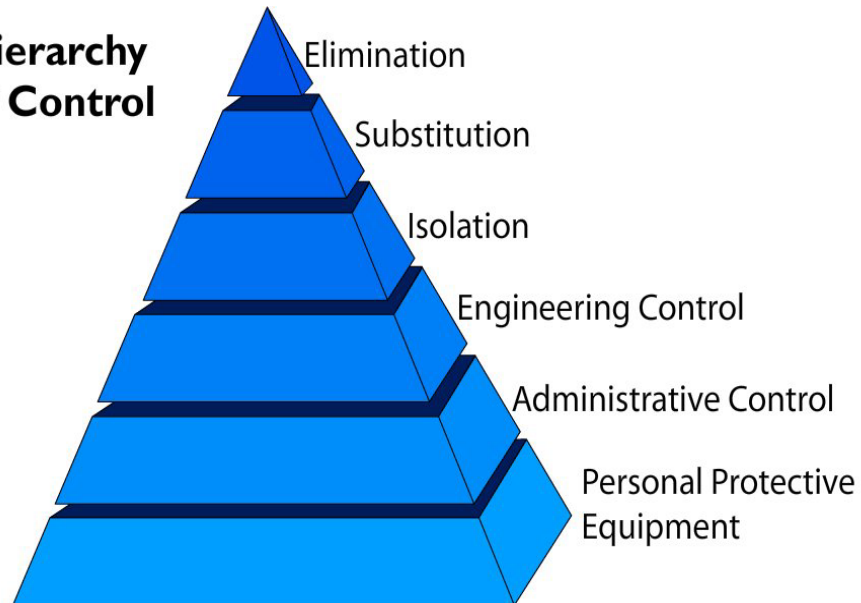 ierarchy
Control
Elimination
Substitution
Isolation
Engineering Control
Administrative Control
Personal Protective
Equipment